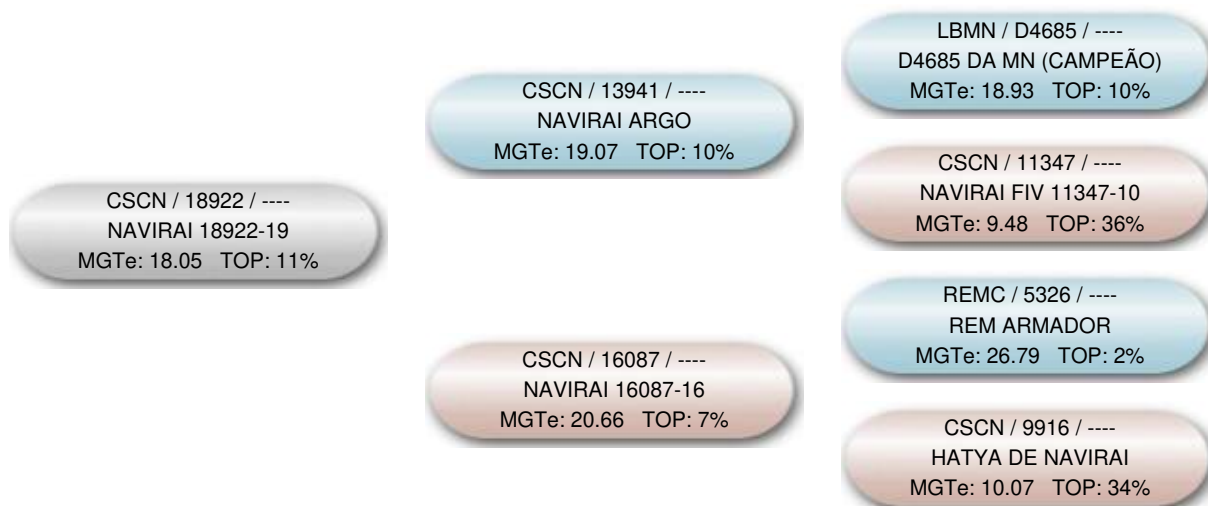 CSCN / 18922 / ----
NAVIRAI 18922-19
MGTe: 18.05 TOP: 11%
CSCN / 13941 / ----
NAVIRAI ARGO
MGTe: 19.07 TOP: 10%
CSCN / 16087 / ----
NAVIRAI 16087-16
MGTe: 20.66 TOP: 7%
LBMN / D4685 / ----
D4685 DA MN (CAMPEÃO)
MGTe: 18.93 TOP: 10%
CSCN / 11347 / ----
NAVIRAI FIV 11347-10
MGTe: 9.48 TOP: 36%
REMC / 5326 / ----
REM ARMADOR
MGTe: 26.79 TOP: 2%
CSCN / 9916 / ----
HATYA DE NAVIRAI
MGTe: 10.07 TOP: 34%